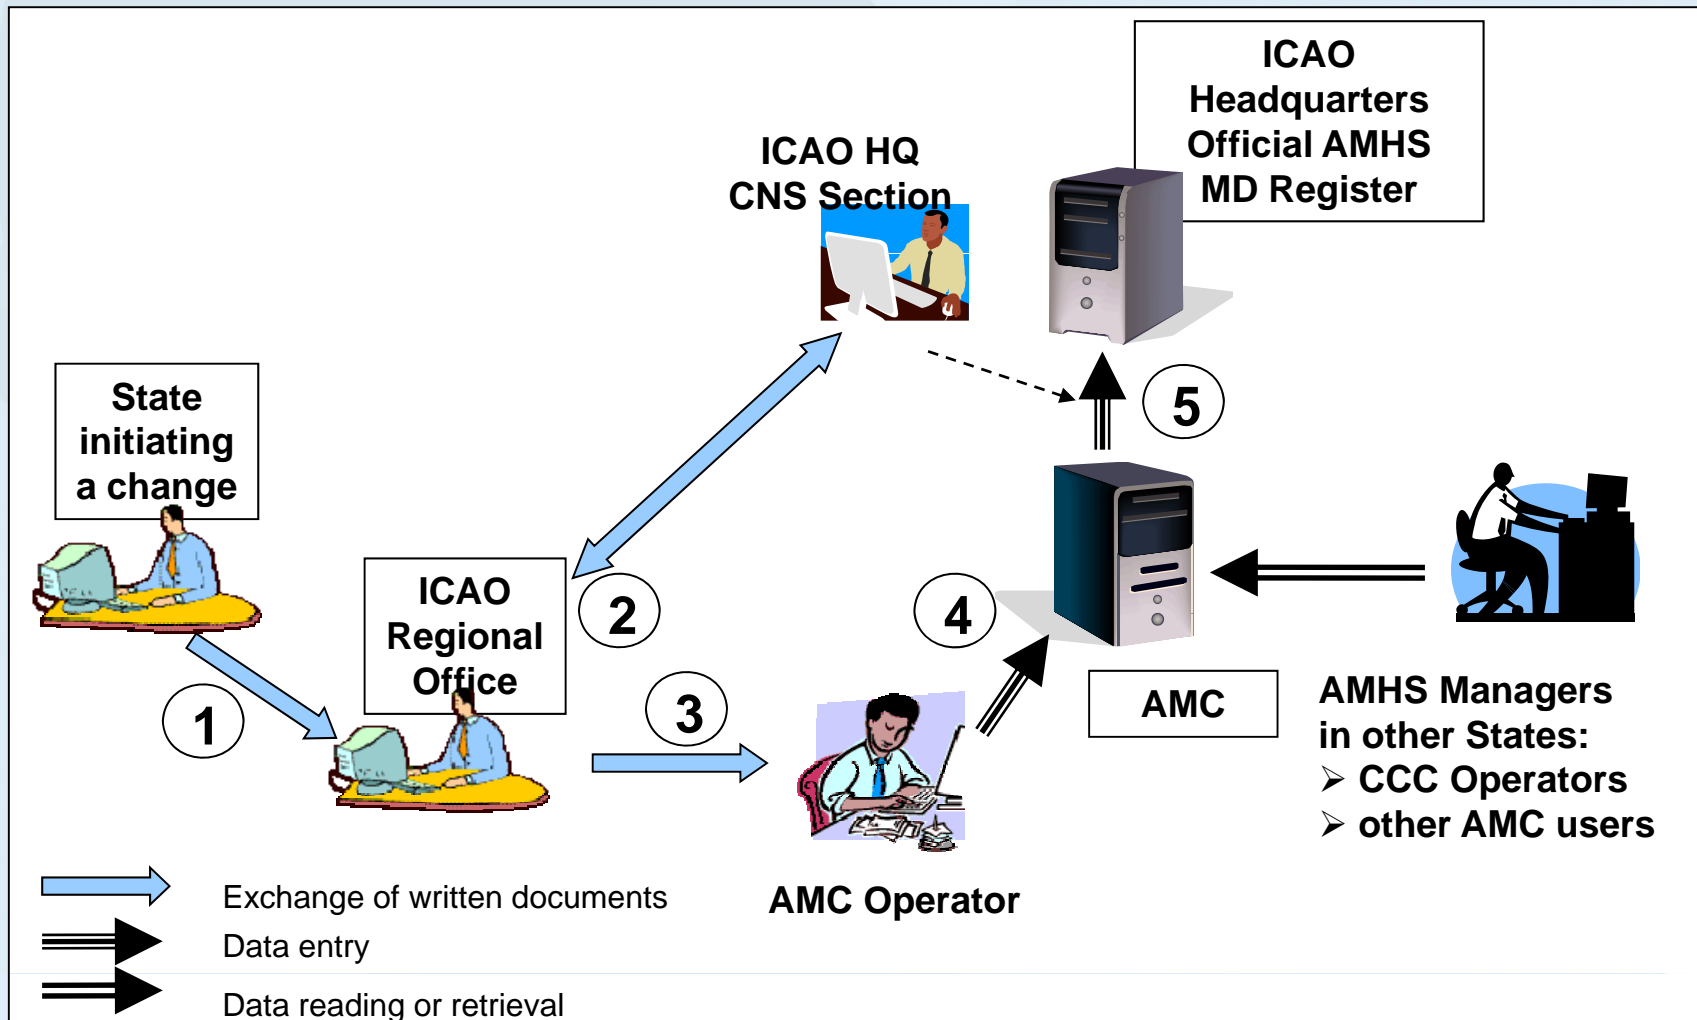 ICAO
Headquarters
Official AMHS
MD Register
ICAO HQ
CNS Section
State
initiating
a change
5
ICAO
Regional
Office
2
4
1
3
AMC
AMHS Managers
in other States:
➢ CCC Operators
➢ other AMC users
AMC Operator
Exchange of written documents
Data entry
Data reading or retrieval